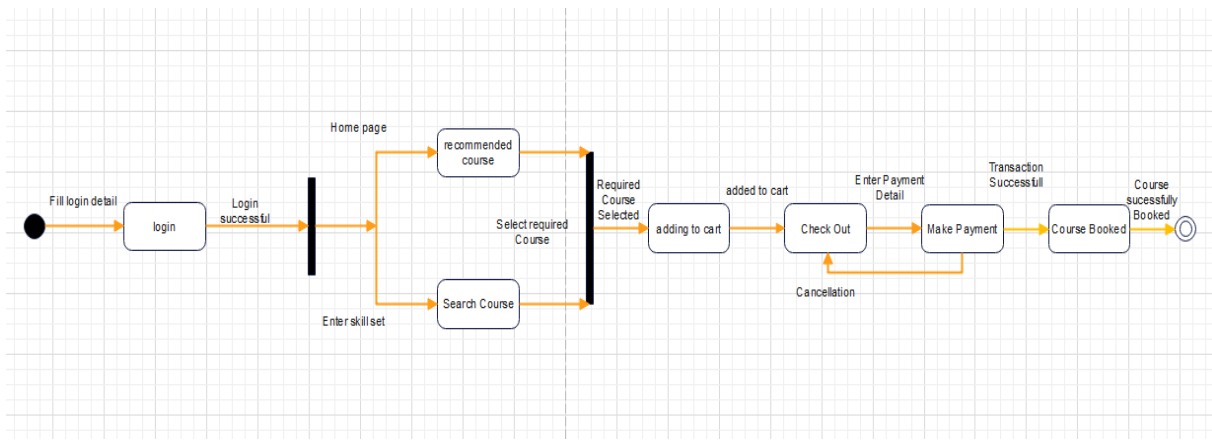 Fill login detail
login
Login
successful
Home page
recommended
course
Enter skill set
Search Course
Select required
Course
Required
Course
Selected
adding to cart
added to cart
Check Out
Enter Payment
Detail
Make Payment
Cancellation
Transaction
Successfull
Course Booked
Course
sucessfully
Booked